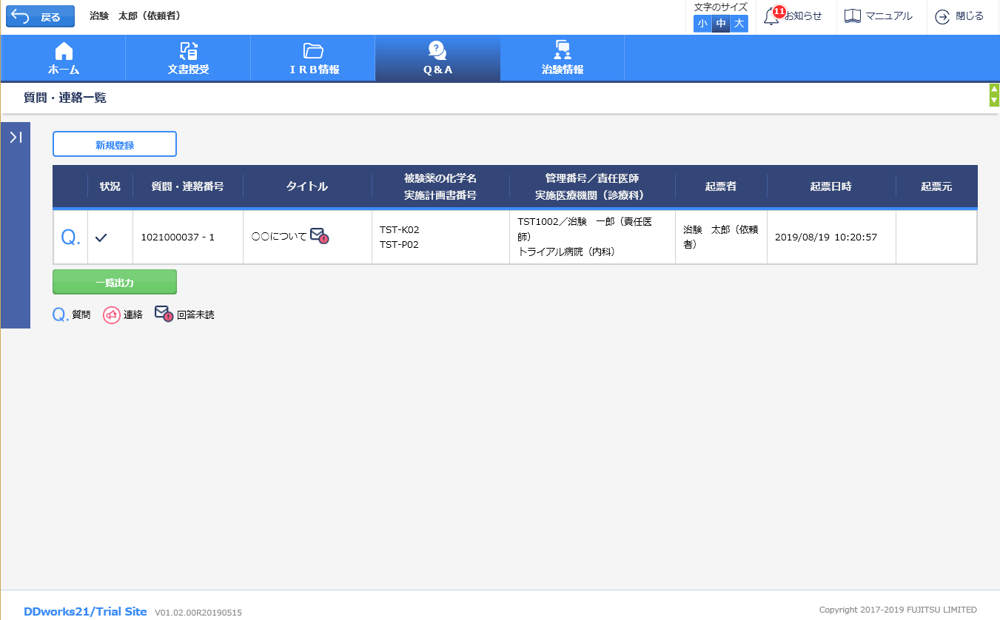 戻る
治験　太郎（依頼者）
文字のサイズ
小 中 大
11
お知らせ
マニュアル
閉じる
ホーム
文書授受
ＩＲＢ情報
Q＆A
治験情報
質問・連絡一覧
新規登録
状況
質問・連絡番号
タイトル
被験薬の化学名
実施計画書番号
管理番号／責任医師
実施医療機関（診療科）
起票者
起票日時
起票元
Q.
1021000037 - 1
○○について
TST-K02
TST-P02
TST1002／治験　一郎（責任医
師）
トライアル病院（内科）
治験　太郎（依頼
者）
2019/08/19 10:20:57
一覧出力
Q. 質問
連絡
回答未読
DDworks21/Trial Site V01.02.00R20190515
Copyright 2017-2019 FUJITSU LIMITED